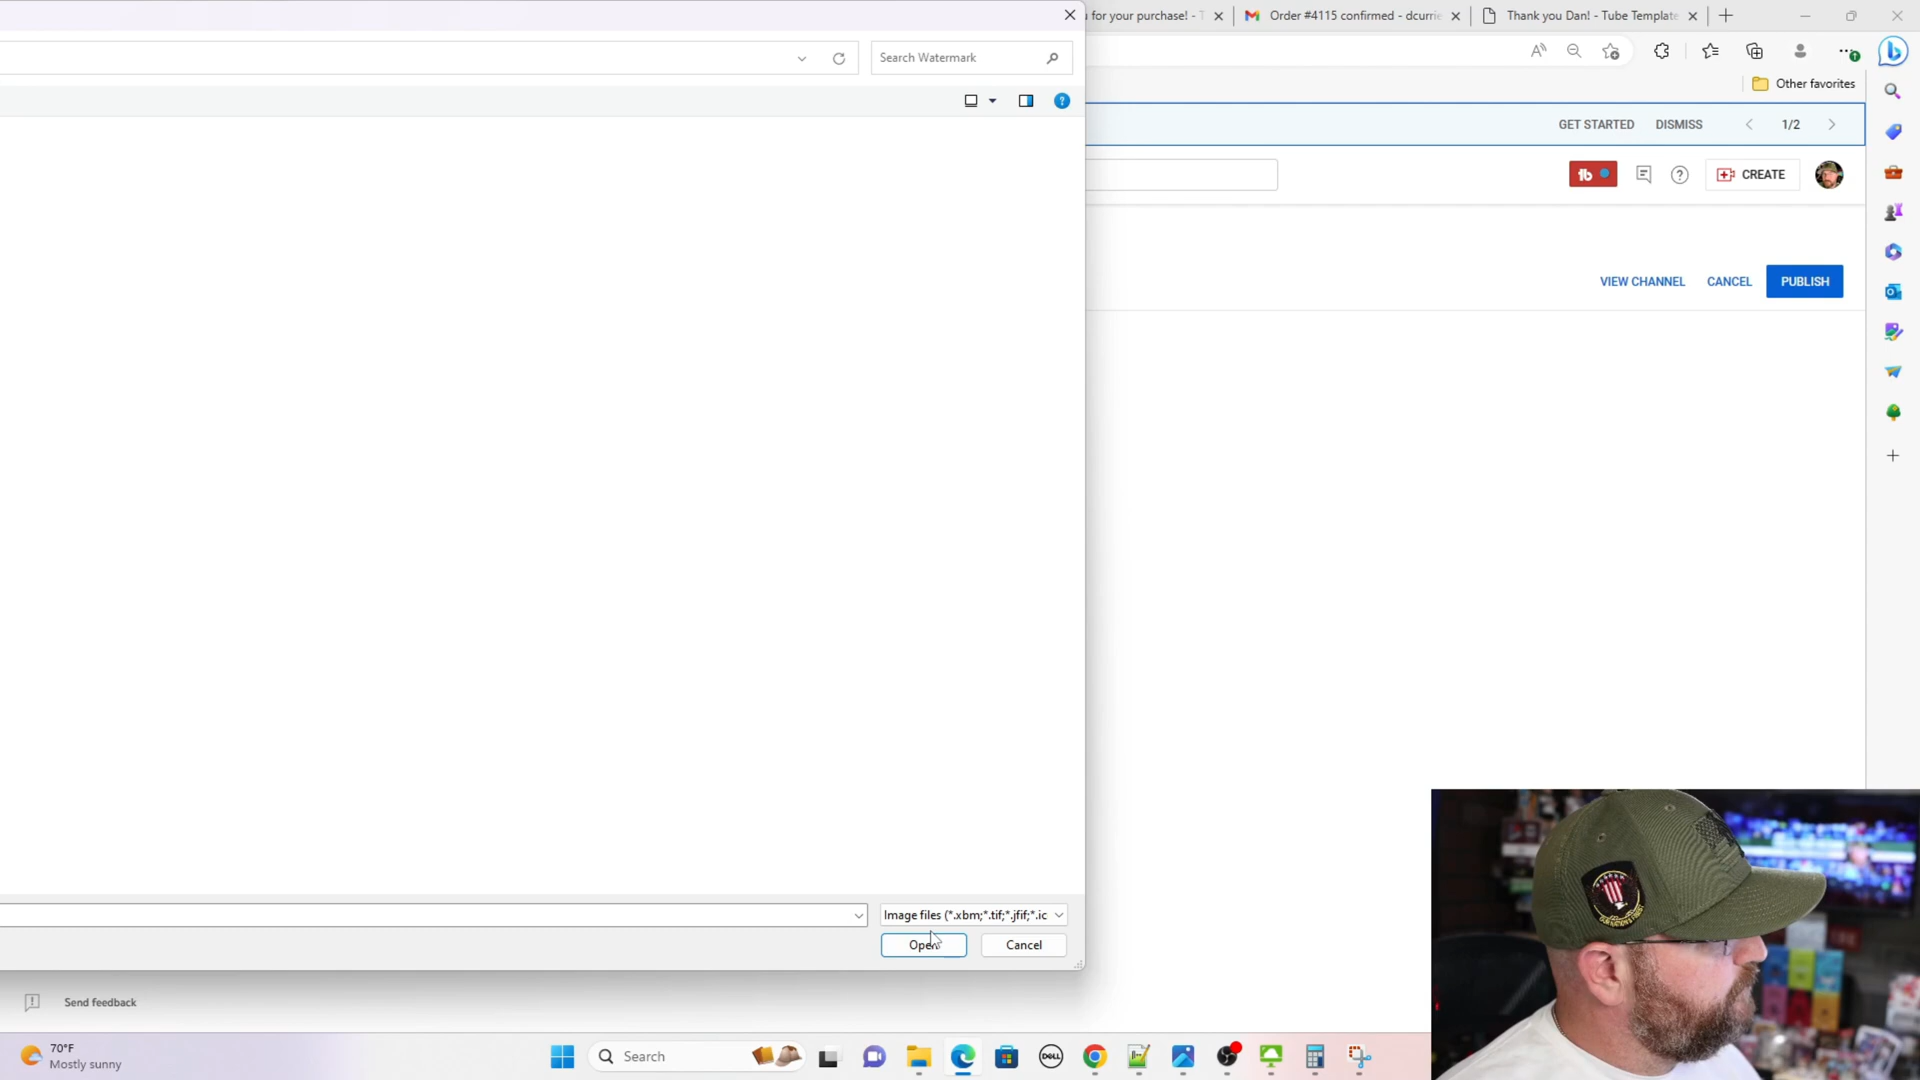 u for your purchase! - T
Order #4115 confirmed - dcurrie
Thank you Dan! - Tube Template
Search Watermark
Other favorites
GET STARTED
DISMISS
1/2
CREATE
VIEW CHANNEL
CANCEL
PUBLISH
Image files (*.xbm;*.tif;*.jfif;*.ic
Open
Cancel
Send feedback
70°F
Mostly sunny
Search
DELL